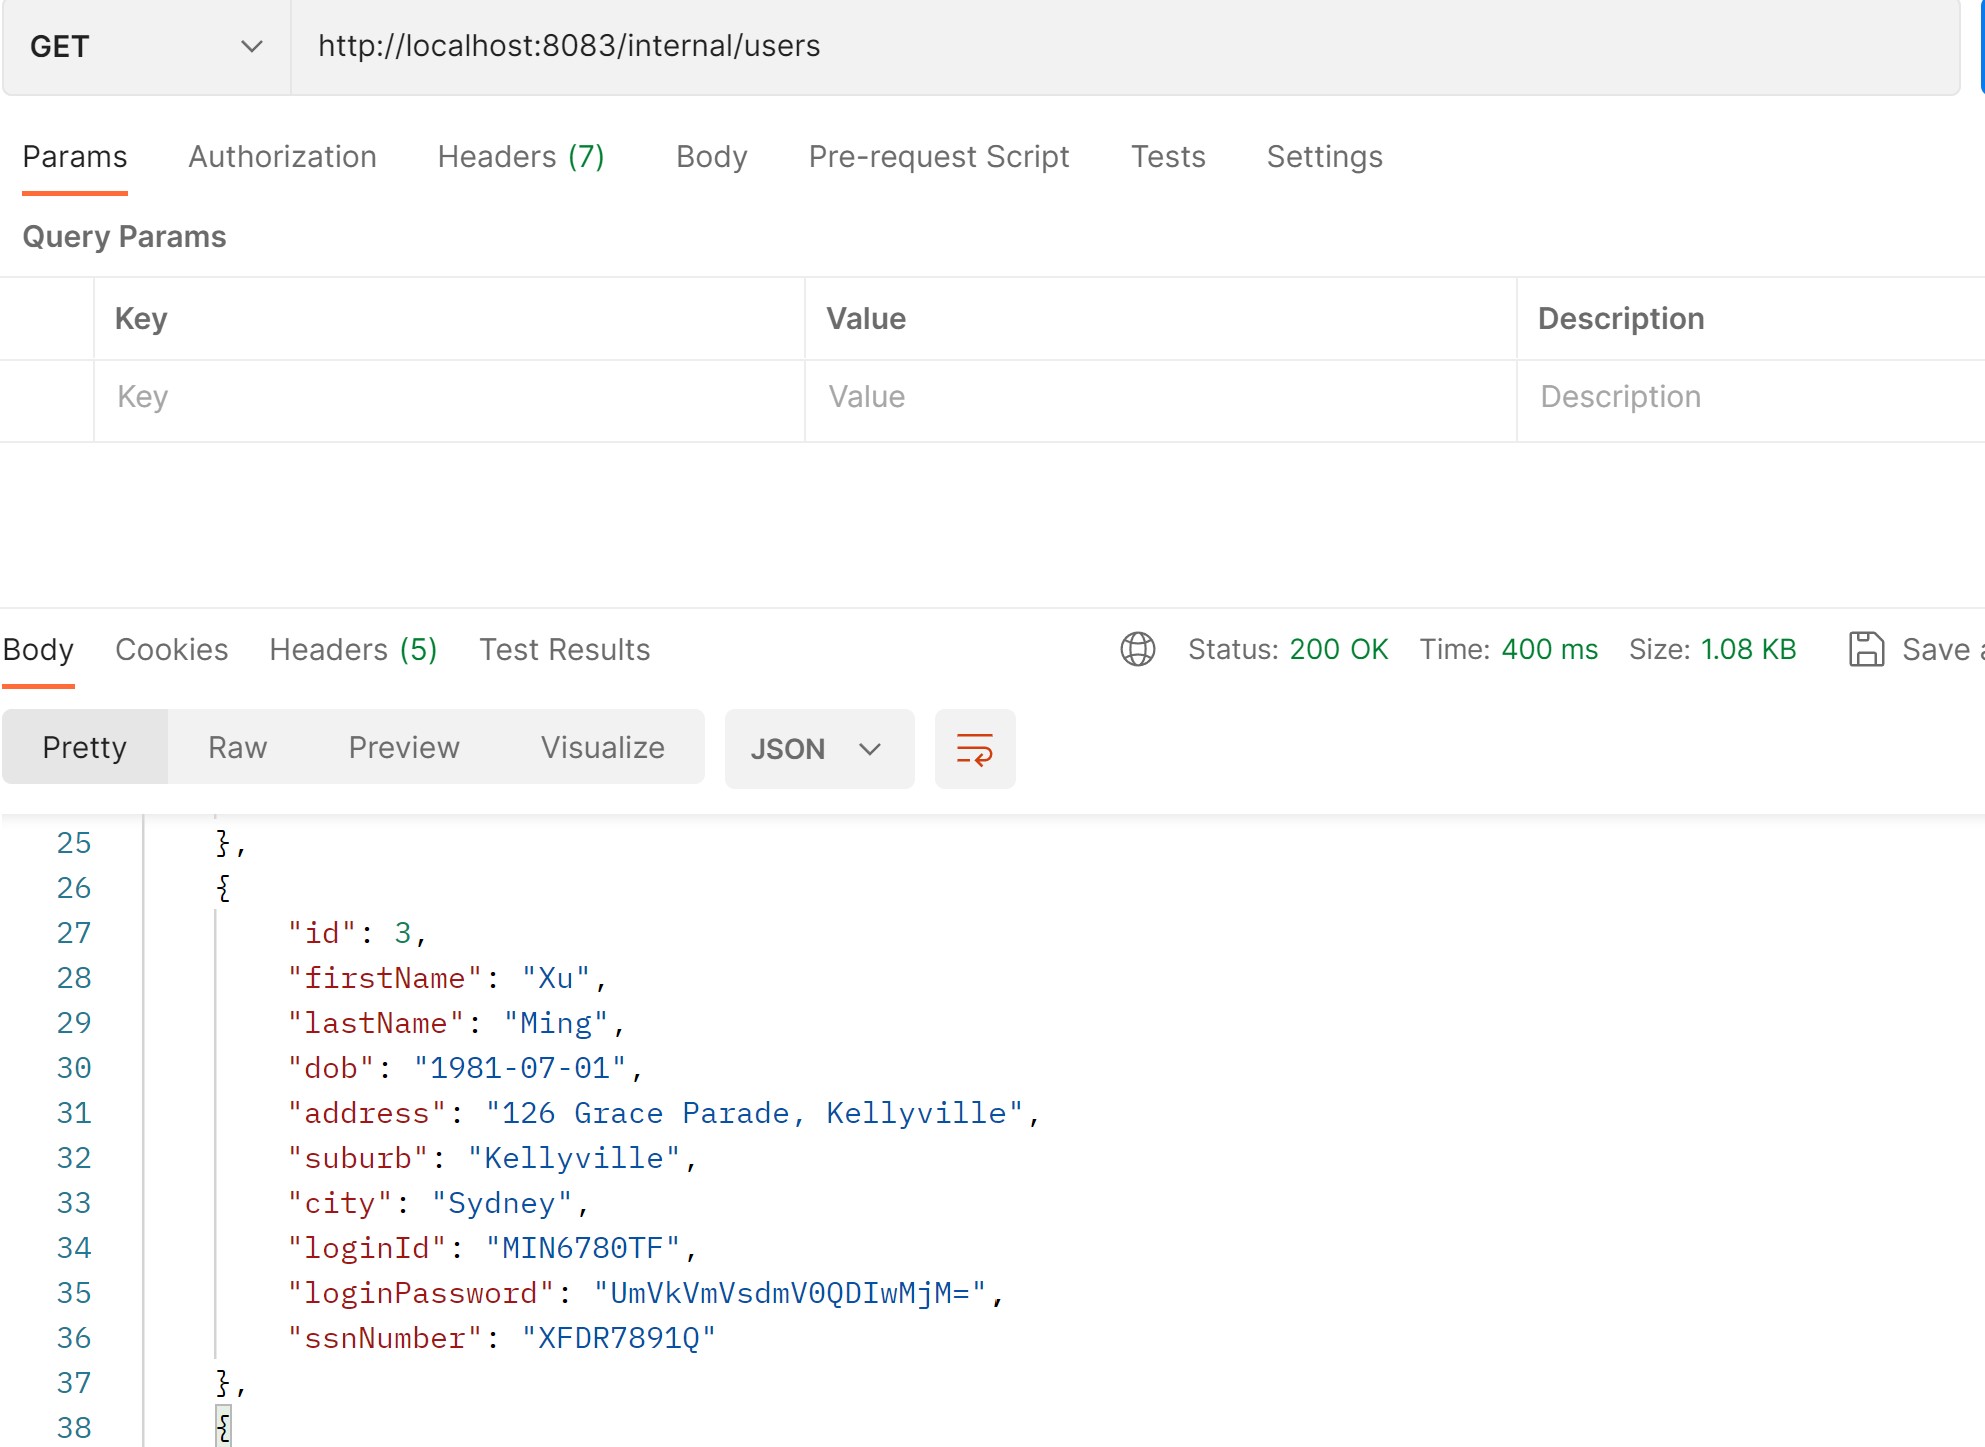 GET http://localhost:8083/internal/users
Params Authorization Headers (7) Body Pre-request Script Tests Settings
Query Params
Key Value Description
Key Value Description
Body Cookies Headers (5) Test Results Status: 200 OK Time: 400 ms Size: 1.08 KB Save
Pretty Raw Preview Visualize JSON
25 },
26 {
27 "id": 3,
28 "firstName": "Xu",
29 "lastName": "Ming",
30 "dob": "1981-07-01",
31 "address": "126 Grace Parade, Kellyville",
32 "suburb": "Kellyville",
33 "city": "Sydney",
34 "loginId": "MIN6780TF",
35 "loginPassword": "UmVkVmVsdmV0QDIwMjM=",
36 "ssnNumber": "XFDR7891Q"
37 },
38 {